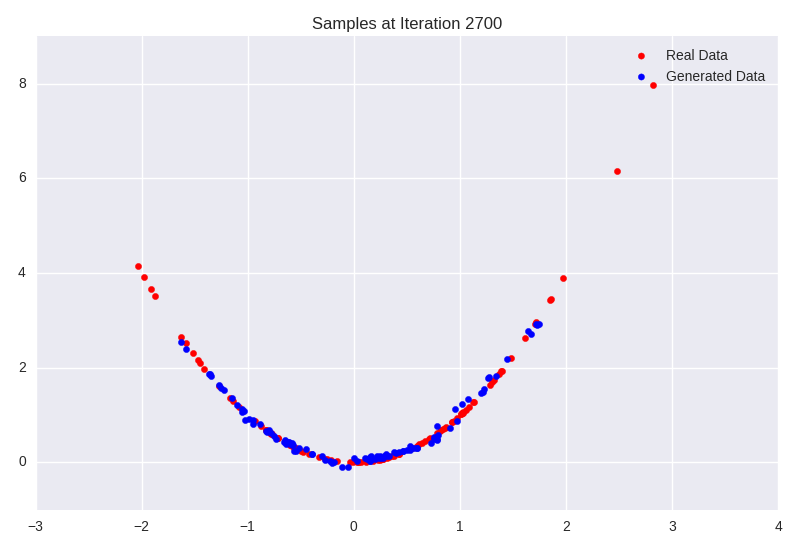 Samples at Iteration 2700
Real Data
Generated Data
8
6
4
2
0
−3 −2 −1 0 1 2 3 4